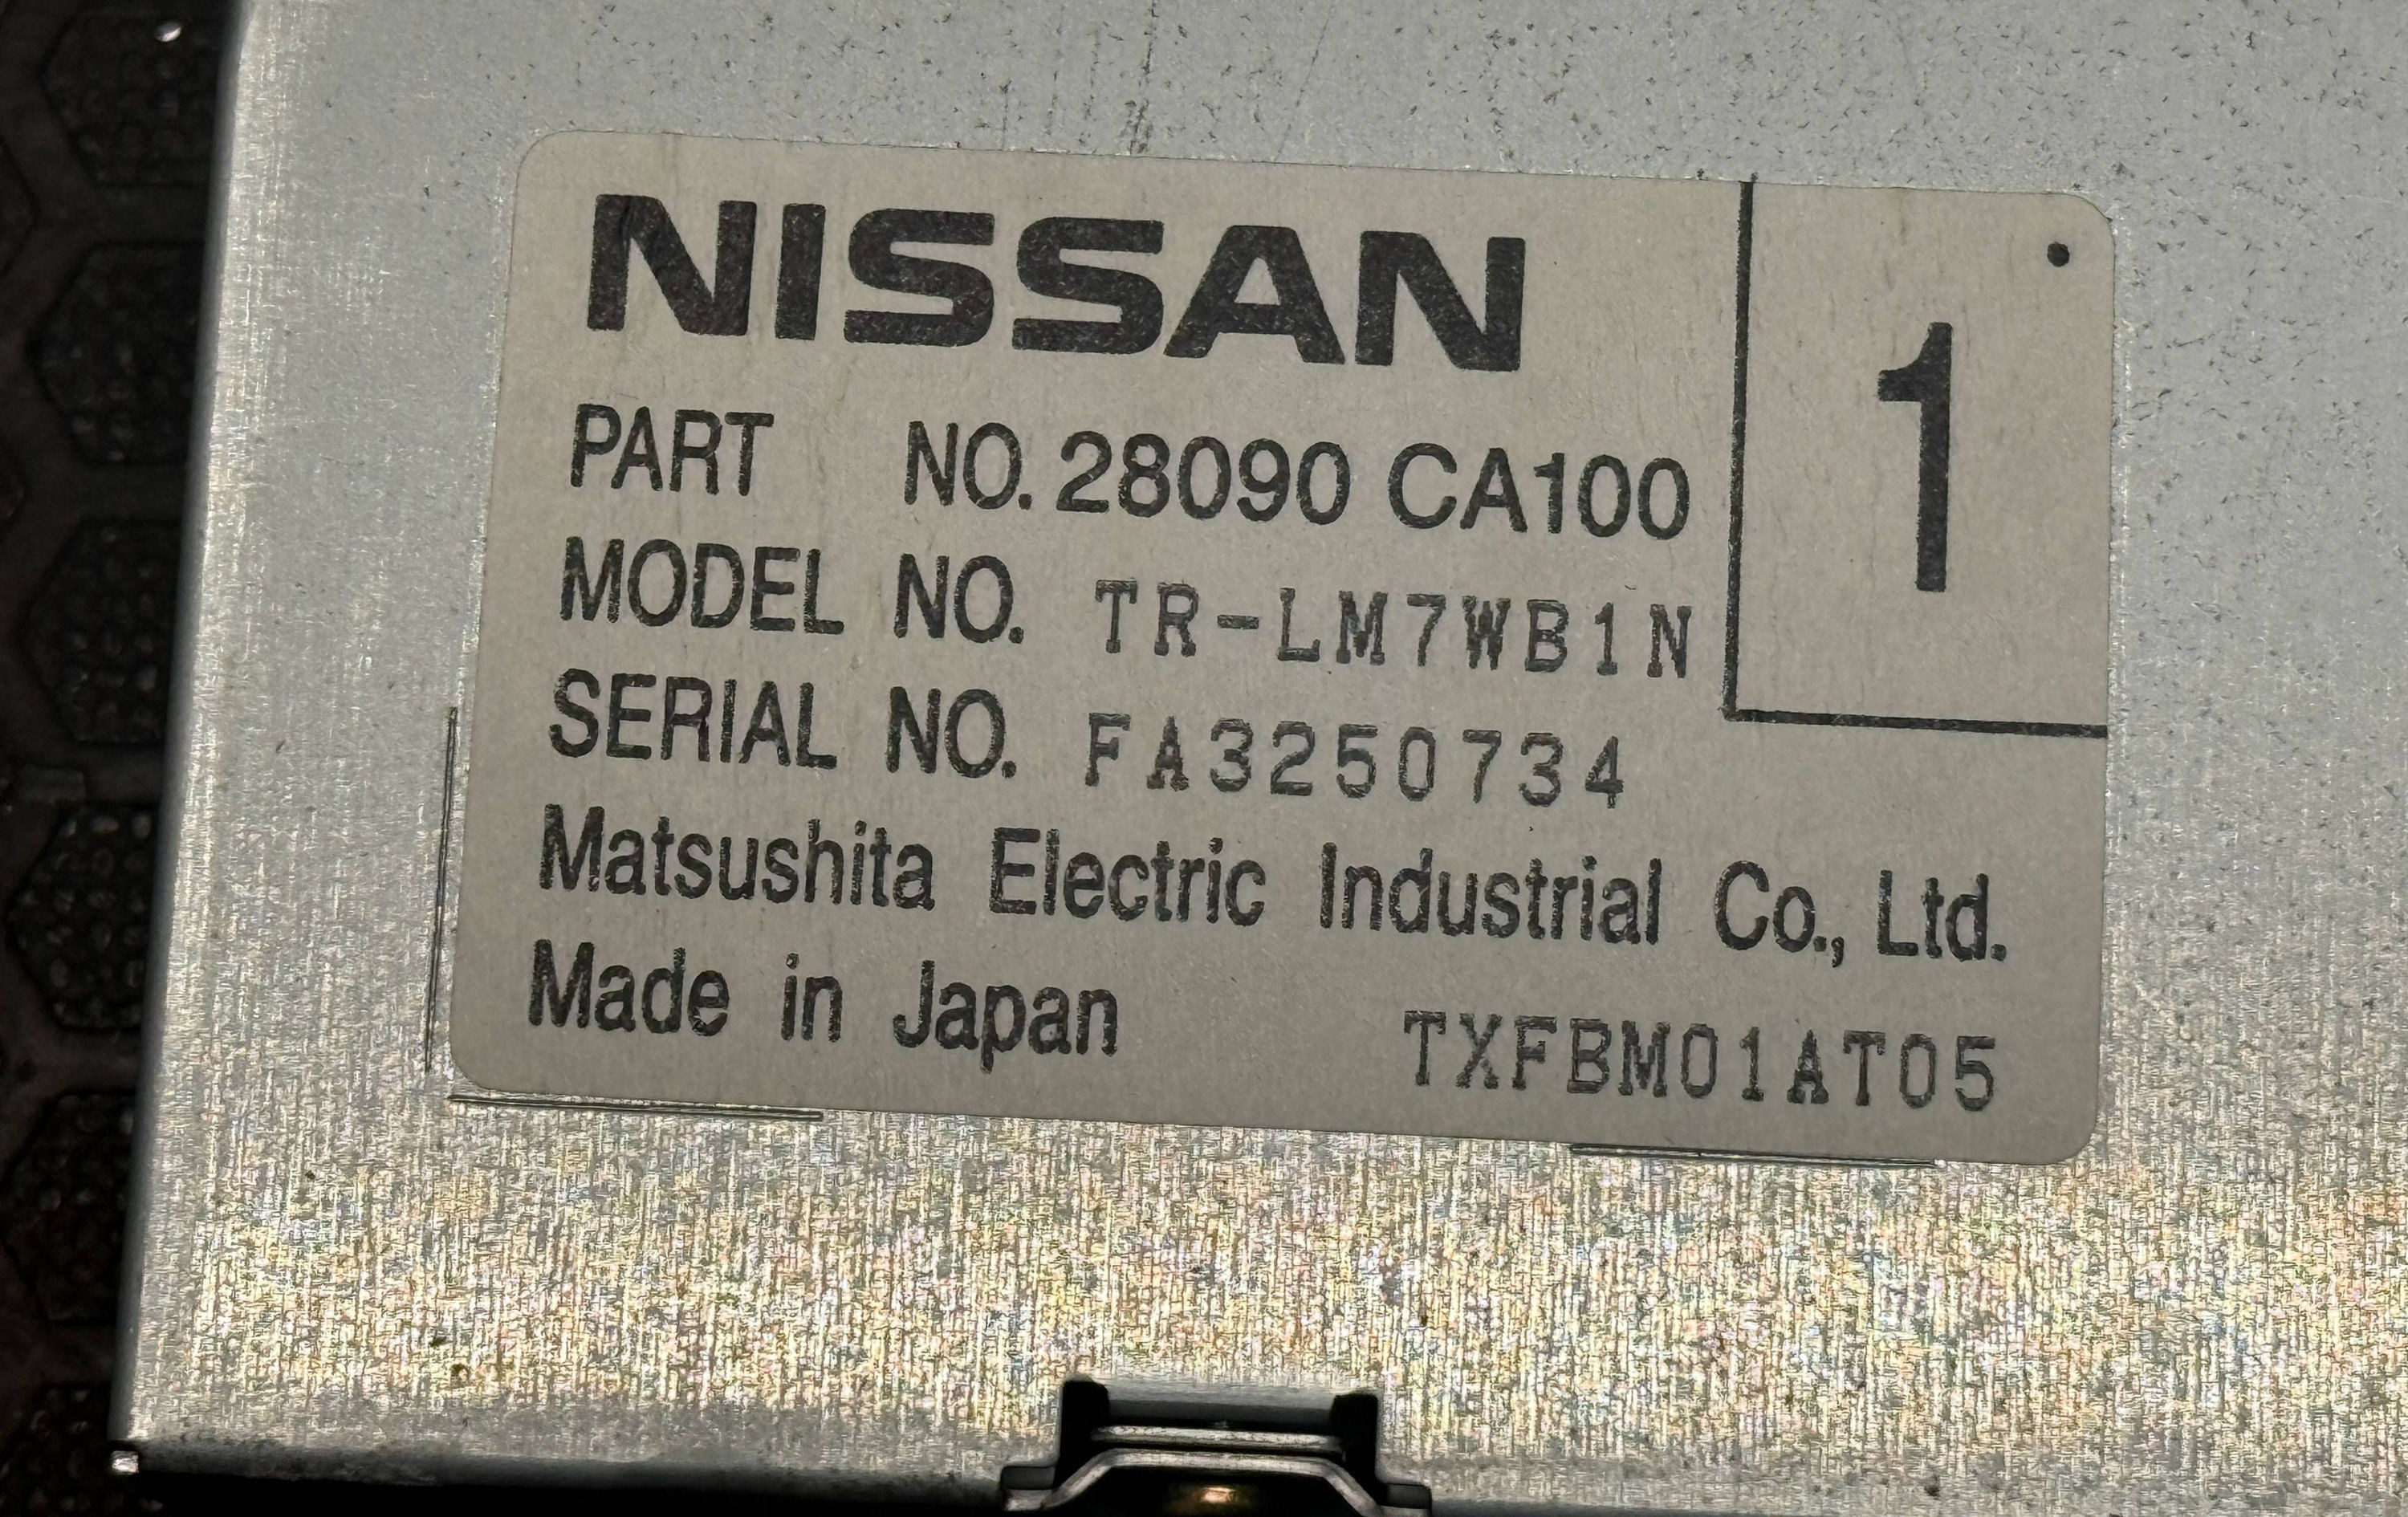 NISSAN
1
PART NO. 28090 CA100
MODEL NO. TR-LM7WB1N
SERIAL NO. FA3250734
Matsushita Electric Industrial Co., Ltd.
Made in Japan TXFBM01AT05